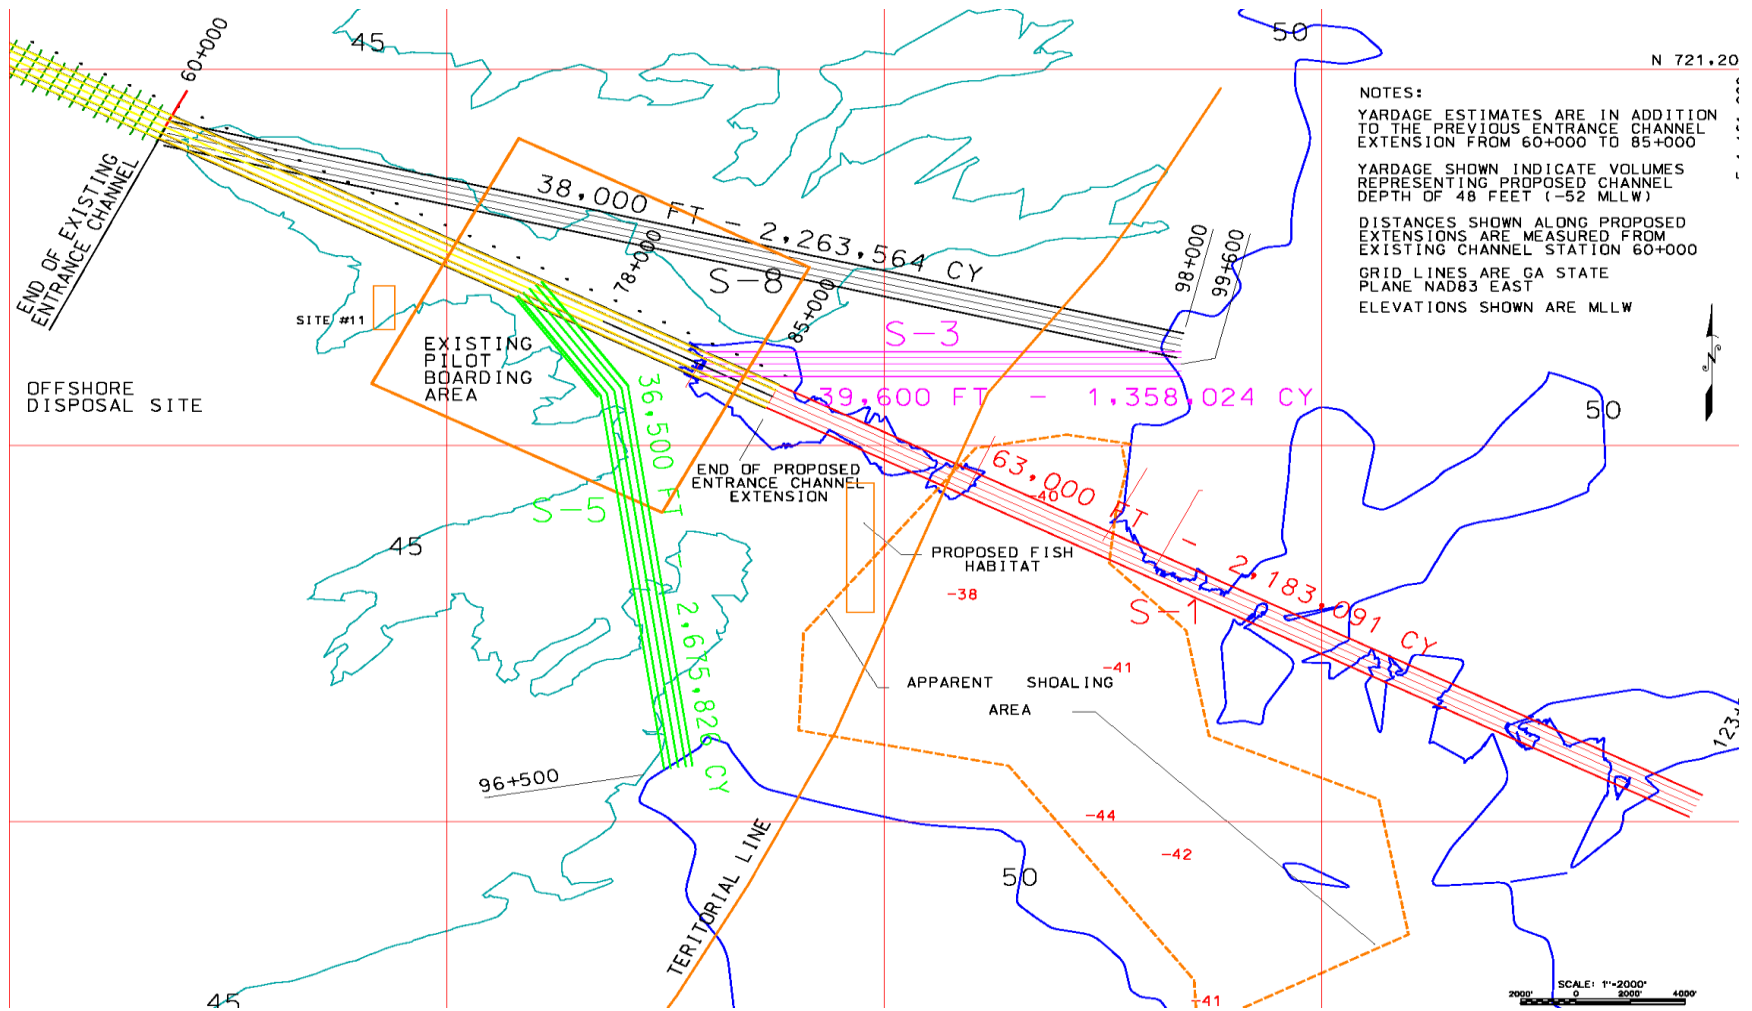 45
50
60+000
N 721,20
NOTES:
YARDAGE ESTIMATES ARE IN ADDITION
TO THE PREVIOUS ENTRANCE CHANNEL
EXTENSION FROM 60+000 TO 85+000
YARDAGE SHOWN INDICATE VOLUMES
REPRESENTING PROPOSED CHANNEL
DEPTH OF 48 FEET (-52 MLLW)
DISTANCES SHOWN ALONG PROPOSED
EXTENSIONS ARE MEASURED FROM
EXISTING CHANNEL STATION 60+000
GRID LINES ARE GA STATE
PLANE NAD83 EAST
ELEVATIONS SHOWN ARE MLLW
END OF EXISTING
ENTRANCE CHANNEL
38,000 FT - 2,263,564 CY
S-8
78+000
85+000
98+000
99+600
SITE #11
EXISTING
PILOT
BOARDING
AREA
S-3
39,600 FT - 1,358,024 CY
OFFSHORE
DISPOSAL SITE
36,500 FT - 2,675,826 CY
S-5
END OF PROPOSED
ENTRANCE CHANNEL
EXTENSION
63,000 FT - 2,183,091 CY
S-1
-40
50
45
PROPOSED FISH
HABITAT
-38
-41
APPARENT SHOALING
AREA
96+500
-44
-42
50
TERITORIAL LINE
45
-41
N
SCALE: 1"=2000'
2000' 0 2000' 4000'